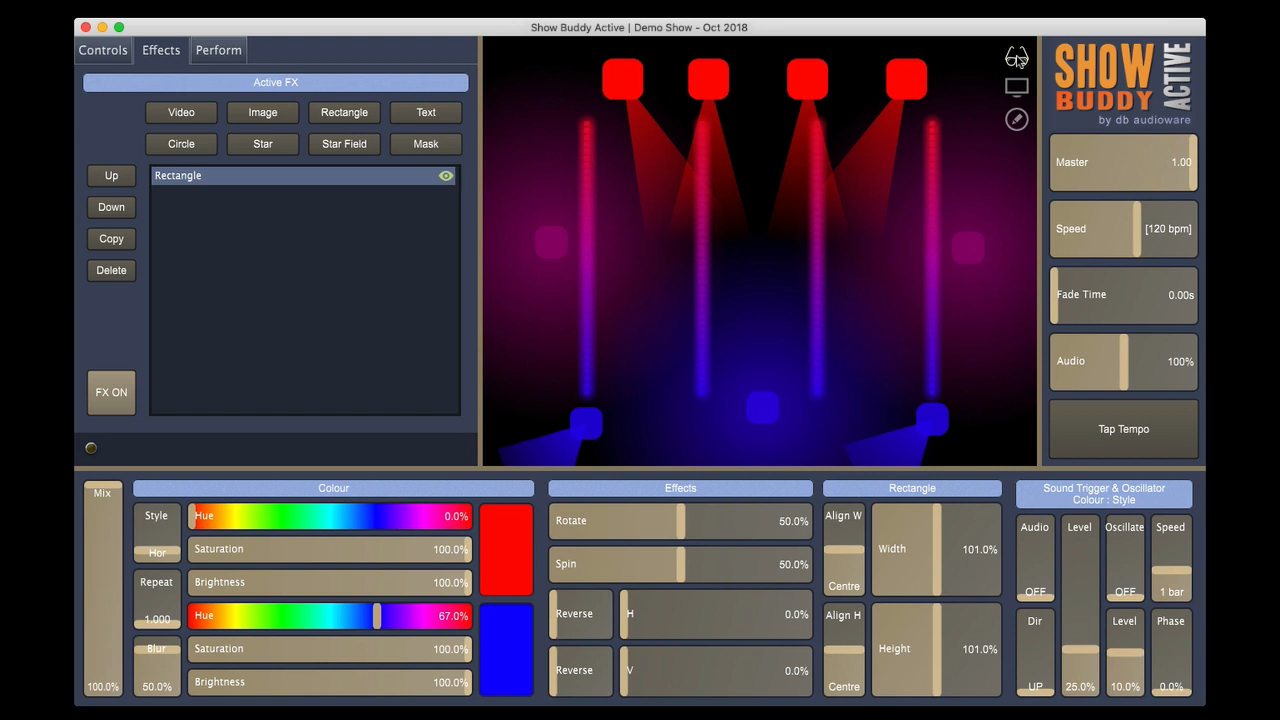 Show Buddy Active | Demo Show - Oct 2018
Controls
Effects
Perform
Active FX
Video
Image
Rectangle
Text
Circle
Star
Star Field
Mask
Up
Down
Copy
Delete
Rectangle
FX ON
SHOW
BUDDY
ACTIVE
by db audioware
Master 1.00
Speed [120 bpm]
Fade Time 0.00s
Audio 100%
Tap Tempo
Mix
100.0%
Colour
Style
Hor
Repeat
1.000
Blur
50.0%
Hue 0.0%
Saturation 100.0%
Brightness 100.0%
Hue 67.0%
Saturation 100.0%
Brightness 100.0%
Effects
Rotate 50.0%
Spin 50.0%
Reverse
H 0.0%
Reverse
V 0.0%
Rectangle
Align W
Centre
Align H
Centre
Width 101.0%
Height 101.0%
Sound Trigger & Oscillator
Colour : Style
Audio
OFF
Dir
UP
Level
25.0%
Oscillate
OFF
Level
10.0%
Speed
1 bar
Phase
0.0%